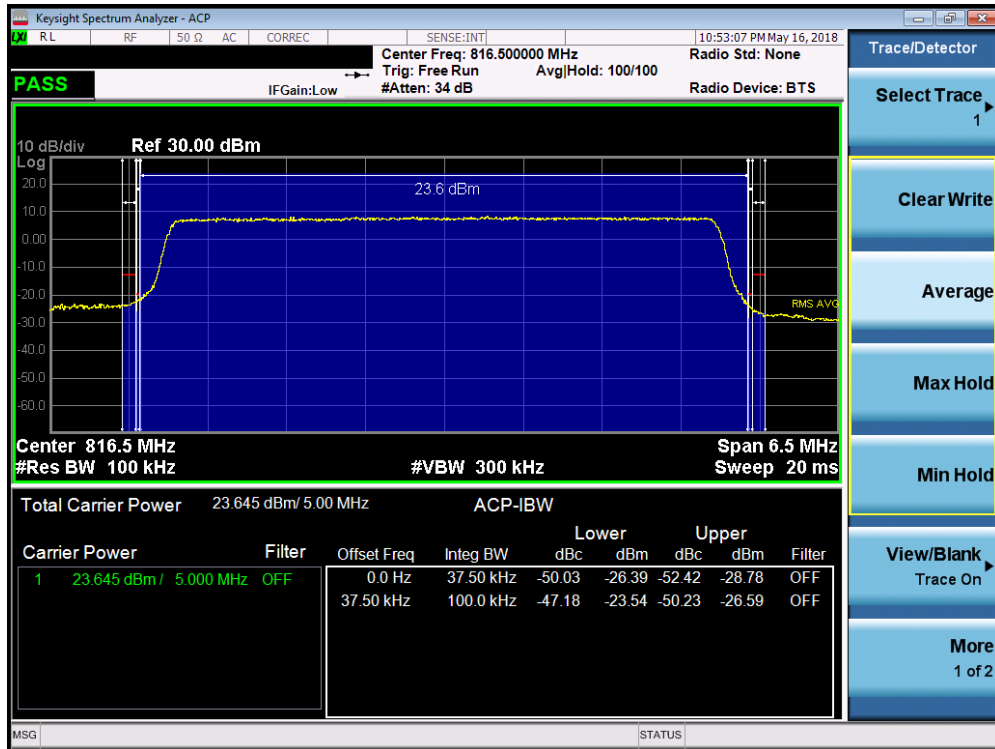 Keysight Spectrum Analyzer - ACP
LXI RL RF 50 Ω AC CORREC SENSE:INT 10:53:07 PM May 16, 2018
Center Freq: 816.500000 MHz Radio Std: None
Trig: Free Run Avg|Hold: 100/100
PASS IFGain:Low #Atten: 34 dB Radio Device: BTS
10 dB/div Ref 30.00 dBm
Log
20.0
23.6 dBm
10.0
0.00
-10.0
-20.0
RMS AVG
-30.0
-40.0
-50.0
-60.0
Center 816.5 MHz Span 6.5 MHz
#Res BW 100 kHz #VBW 300 kHz Sweep 20 ms
Total Carrier Power 23.645 dBm/ 5.00 MHz ACP-IBW
Lower Upper
Carrier Power Filter Offset Freq Integ BW dBc dBm dBc dBm Filter
1 23.645 dBm / 5.000 MHz OFF 0.0 Hz 37.50 kHz -50.03 -26.39 -52.42 -28.78 OFF
37.50 kHz 100.0 kHz -47.18 -23.54 -50.23 -26.59 OFF
MSG STATUS
Trace/Detector
Select Trace
1
Clear Write
Average
Max Hold
Min Hold
View/Blank
Trace On
More
1 of 2